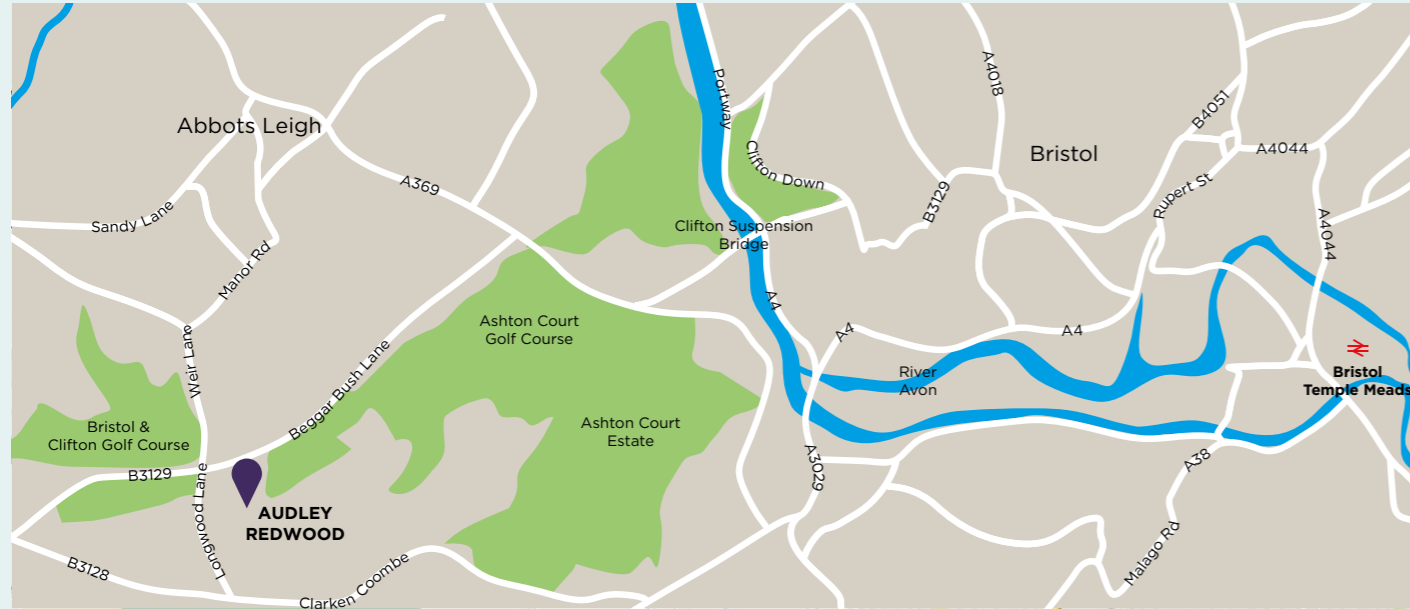 Portway
A4018
B4051
Abbots Leigh
Bristol
A4044
Clifton Down
A369
Rupert St
B3129
Sandy Lane
Clifton Suspension
Bridge
A4044
Manor Rd
A4
Ashton Court
Golf Course
A4
A4
Weir Lane
Beggar Bush Lane
River
Avon
Bristol
Temple Meads
Bristol &
Clifton Golf Course
Ashton Court
Estate
B3129
A3029
A38
Longwood Lane
AUDLEY
REDWOOD
Malago Rd
B3128
Clarken Coombe